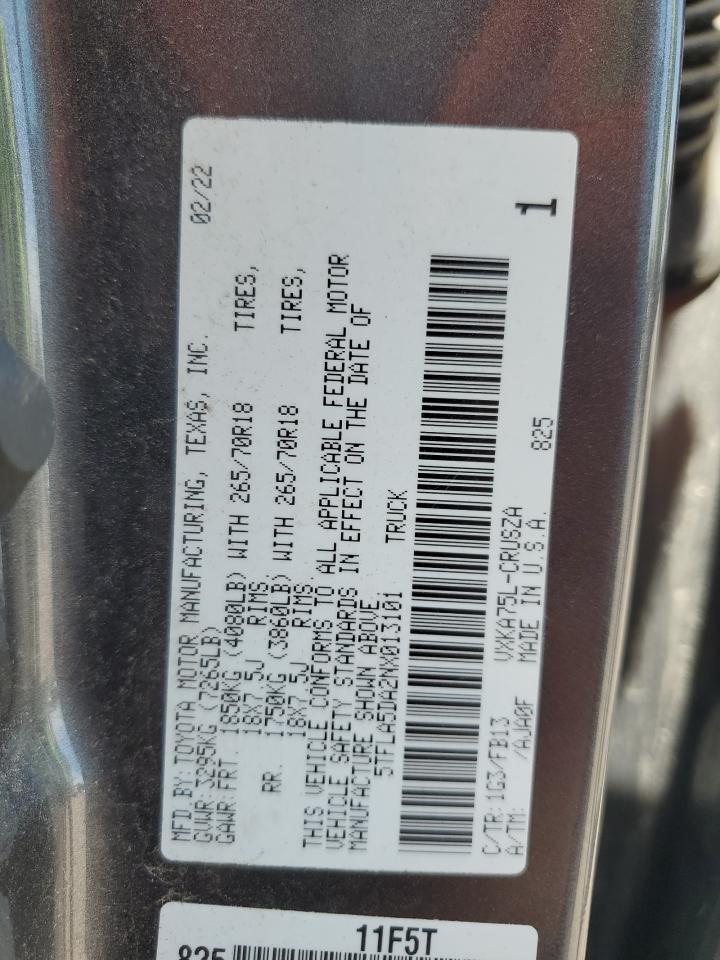 MFD. BY: TOYOTA MOTOR MANUFACTURING, TEXAS, INC. 02/22
GVWR: 3295KG (7265LB)
GAWR: FRT. 1850KG (4080LB) WITH 265/70R18 TIRES,
18X7.5J RIMS
RR. 1750KG (3860LB) WITH 265/70R18 TIRES,
18X7.5J RIMS.
THIS VEHICLE CONFORMS TO ALL APPLICABLE FEDERAL MOTOR
VEHICLE SAFETY STANDARDS IN EFFECT ON THE DATE OF
MANUFACTURE SHOWN ABOVE
5TFLA5DA2NX013101 TRUCK
C/TR: 1G3/FB13 VXKA75L-CRUSZA
A/TM: /AJA0F MADE IN U.S.A. 825
1
11F5T
825